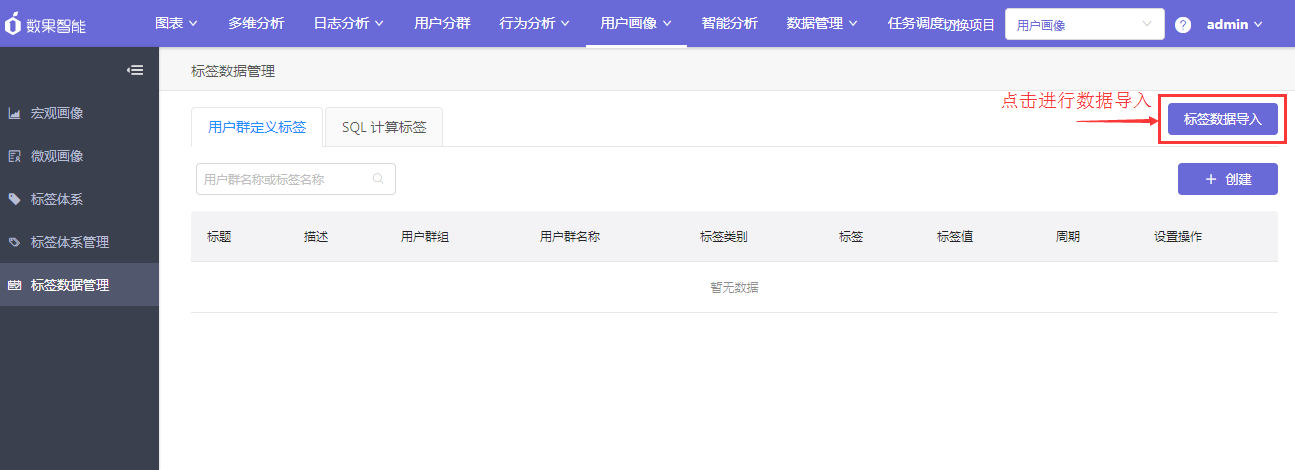 数果智能 图表 多维分析 日志分析 用户分群 行为分析 用户画像 智能分析 数据管理 任务调度 切换项目 用户画像 ? admin
标签数据管理
宏观画像
微观画像
标签体系
标签体系管理
标签数据管理
点击进行数据导入
用户群定义标签 SQL 计算标签 标签数据导入
用户群名称或标签名称 + 创建
标题 描述 用户群组 用户群名称 标签类别 标签 标签值 周期 设置操作
暂无数据